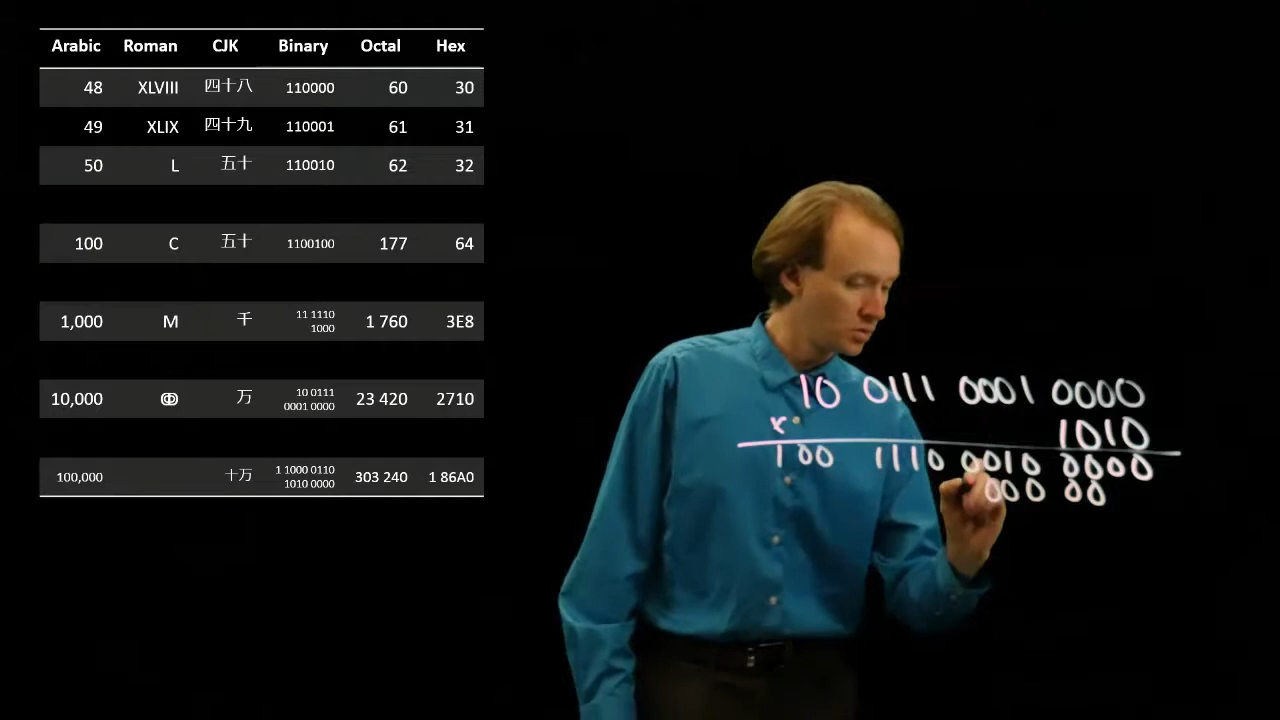 Arabic Roman CJK Binary Octal Hex
48 XLVIII 四十八 110000 60 30
49 XLIX 四十九 110001 61 31
50 L 五十 110010 62 32
100 C 五十 1100100 177 64
1,000 M 千 11 1110 1000 1 760 3E8
10,000 ↂ 万 10 0111 0001 0000 23 420 2710
100,000 十万 1 1000 0110 1010 0000 303 240 1 86A0
10 0111 0001 0000
x 1010
100 1110 0010 0000
000 00